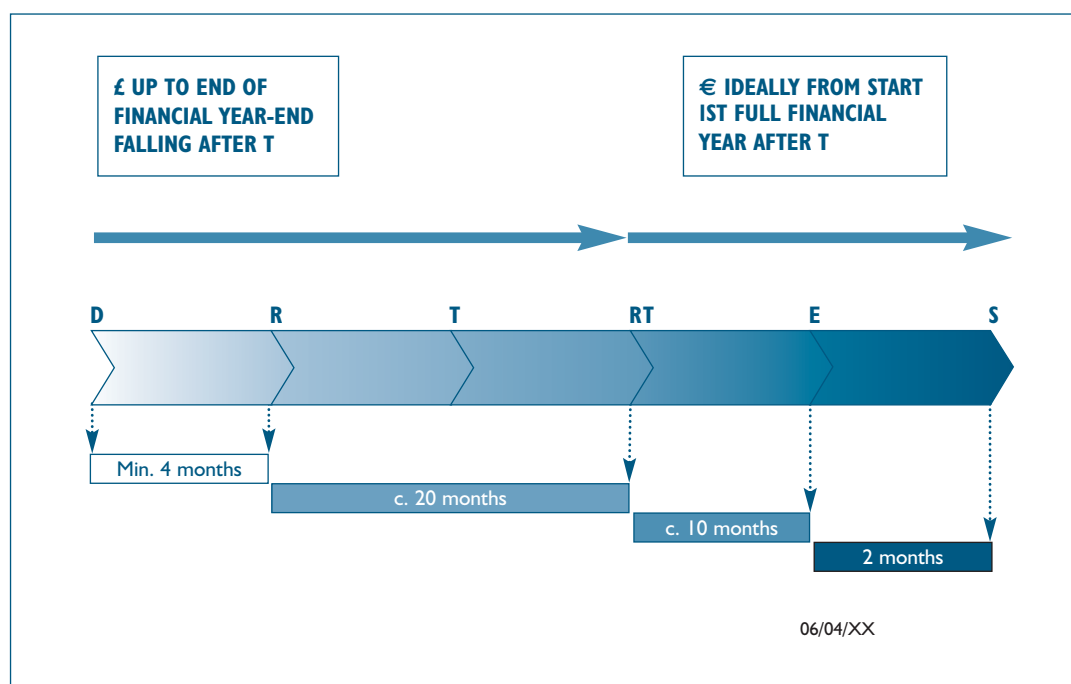 £ UP TO END OF
FINANCIAL YEAR-END
FALLING AFTER T
€ IDEALLY FROM START
IST FULL FINANCIAL
YEAR AFTER T
D R T RT E S
Min. 4 months
c. 20 months
c. 10 months
2 months
06/04/XX